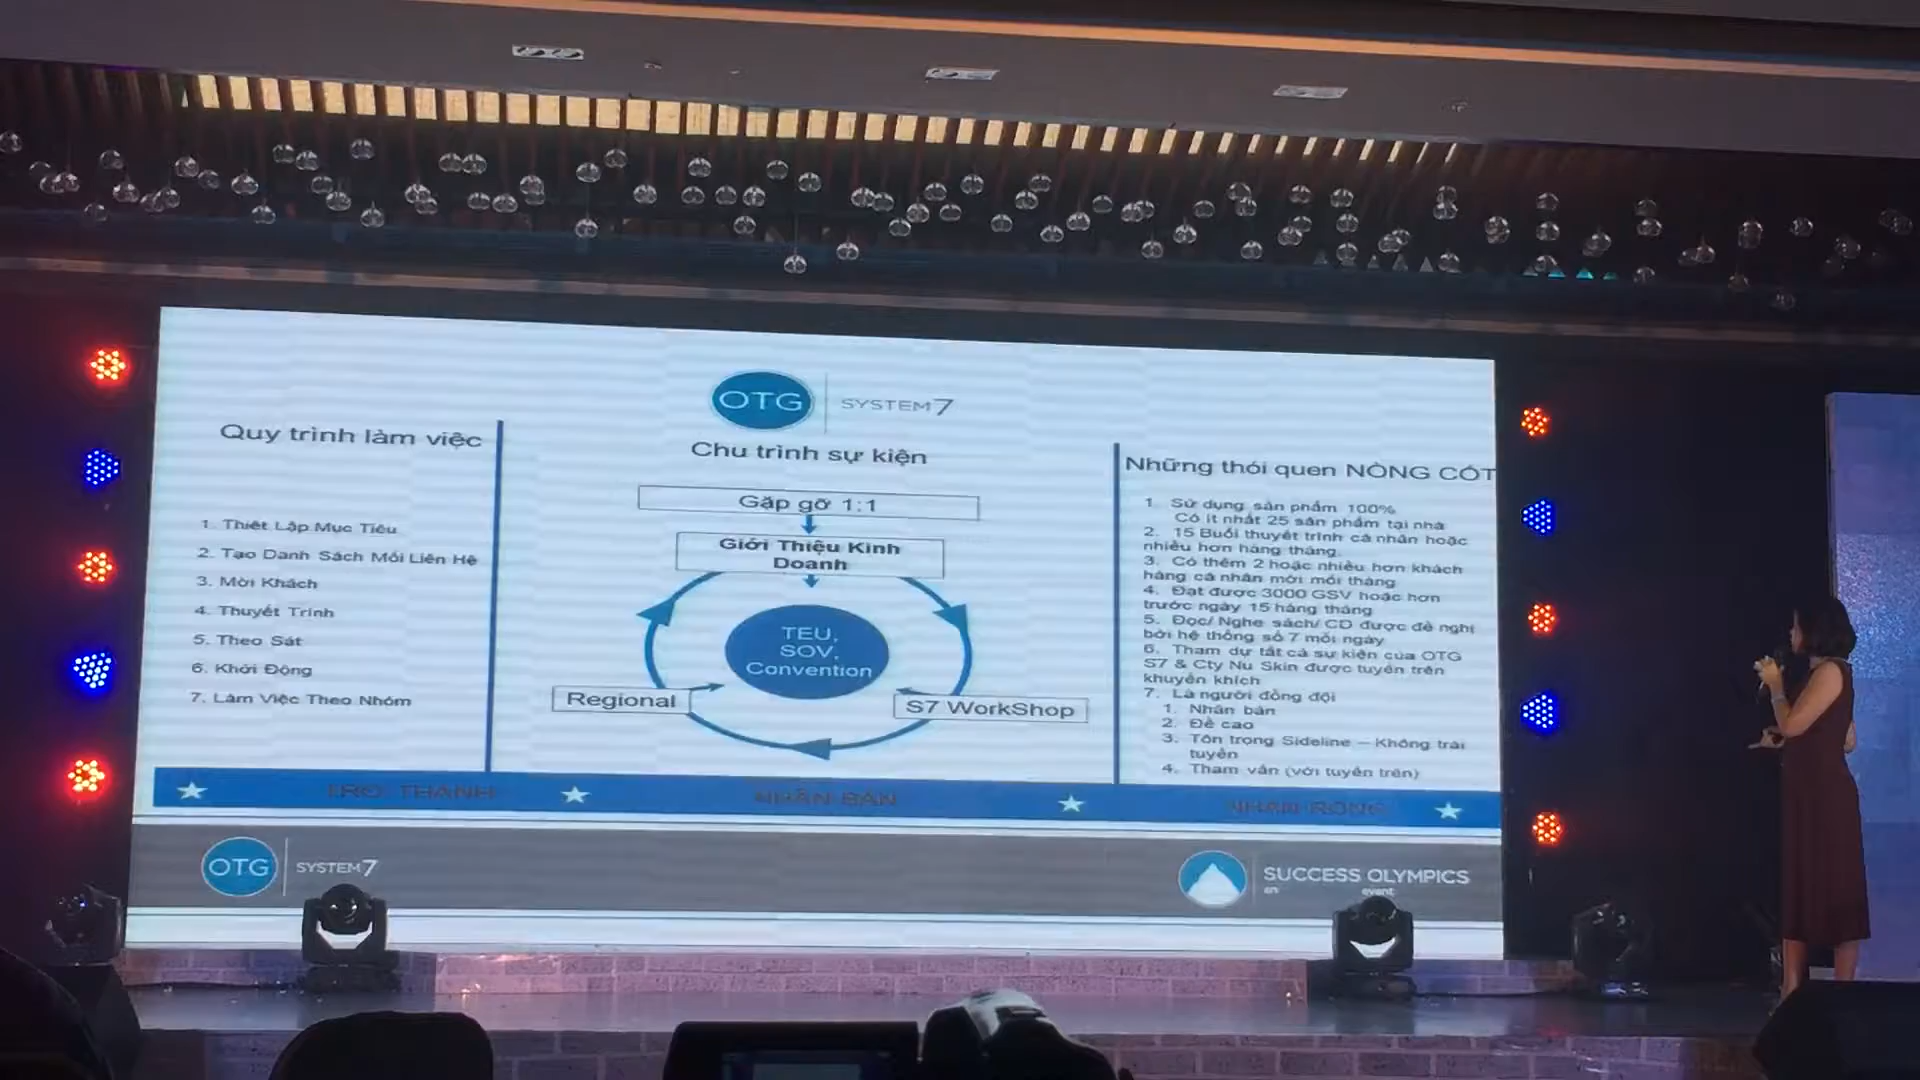 OTG SYSTEM7
Quy trình làm việc
1. Thiết Lập Mục Tiêu
2. Tạo Danh Sách Mối Liên Hệ
3. Mời Khách
4. Thuyết Trình
5. Theo Sát
6. Khởi Động
7. Làm Việc Theo Nhóm
Chu trình sự kiện
Gặp gỡ 1:1
Giới Thiệu Kinh
Doanh
TEU,
SOV,
Convention
Regional
S7 WorkShop
Những thói quen NÒNG CỐT
1. Sử dụng sản phẩm 100%
Có ít nhất 25 sản phẩm tại nhà
2. 15 Buổi thuyết trình cá nhân hoặc
nhiều hơn hàng tháng.
3. Có thêm 2 hoặc nhiều hơn khách
hàng cá nhân mới mỗi tháng
4. Đạt được 3000 GSV hoặc hơn
trước ngày 15 hàng tháng
5. Đọc/ Nghe sách/ CD được đề nghị
bởi hệ thống số 7 mỗi ngày
6. Tham dự tất cả sự kiện của OTG
S7 & Cty Nu Skin được tuyến trên
khuyến khích
7. Là người đồng đội
1. Nhân bản
2. Đề cao
3. Tôn trọng Sideline – Không trái
tuyến
4. Tham vấn (với tuyến trên)
TRỞ THÀNH
NHÂN BẢN
NHÂN RỘNG
OTG SYSTEM7
SUCCESS OLYMPICS
an event